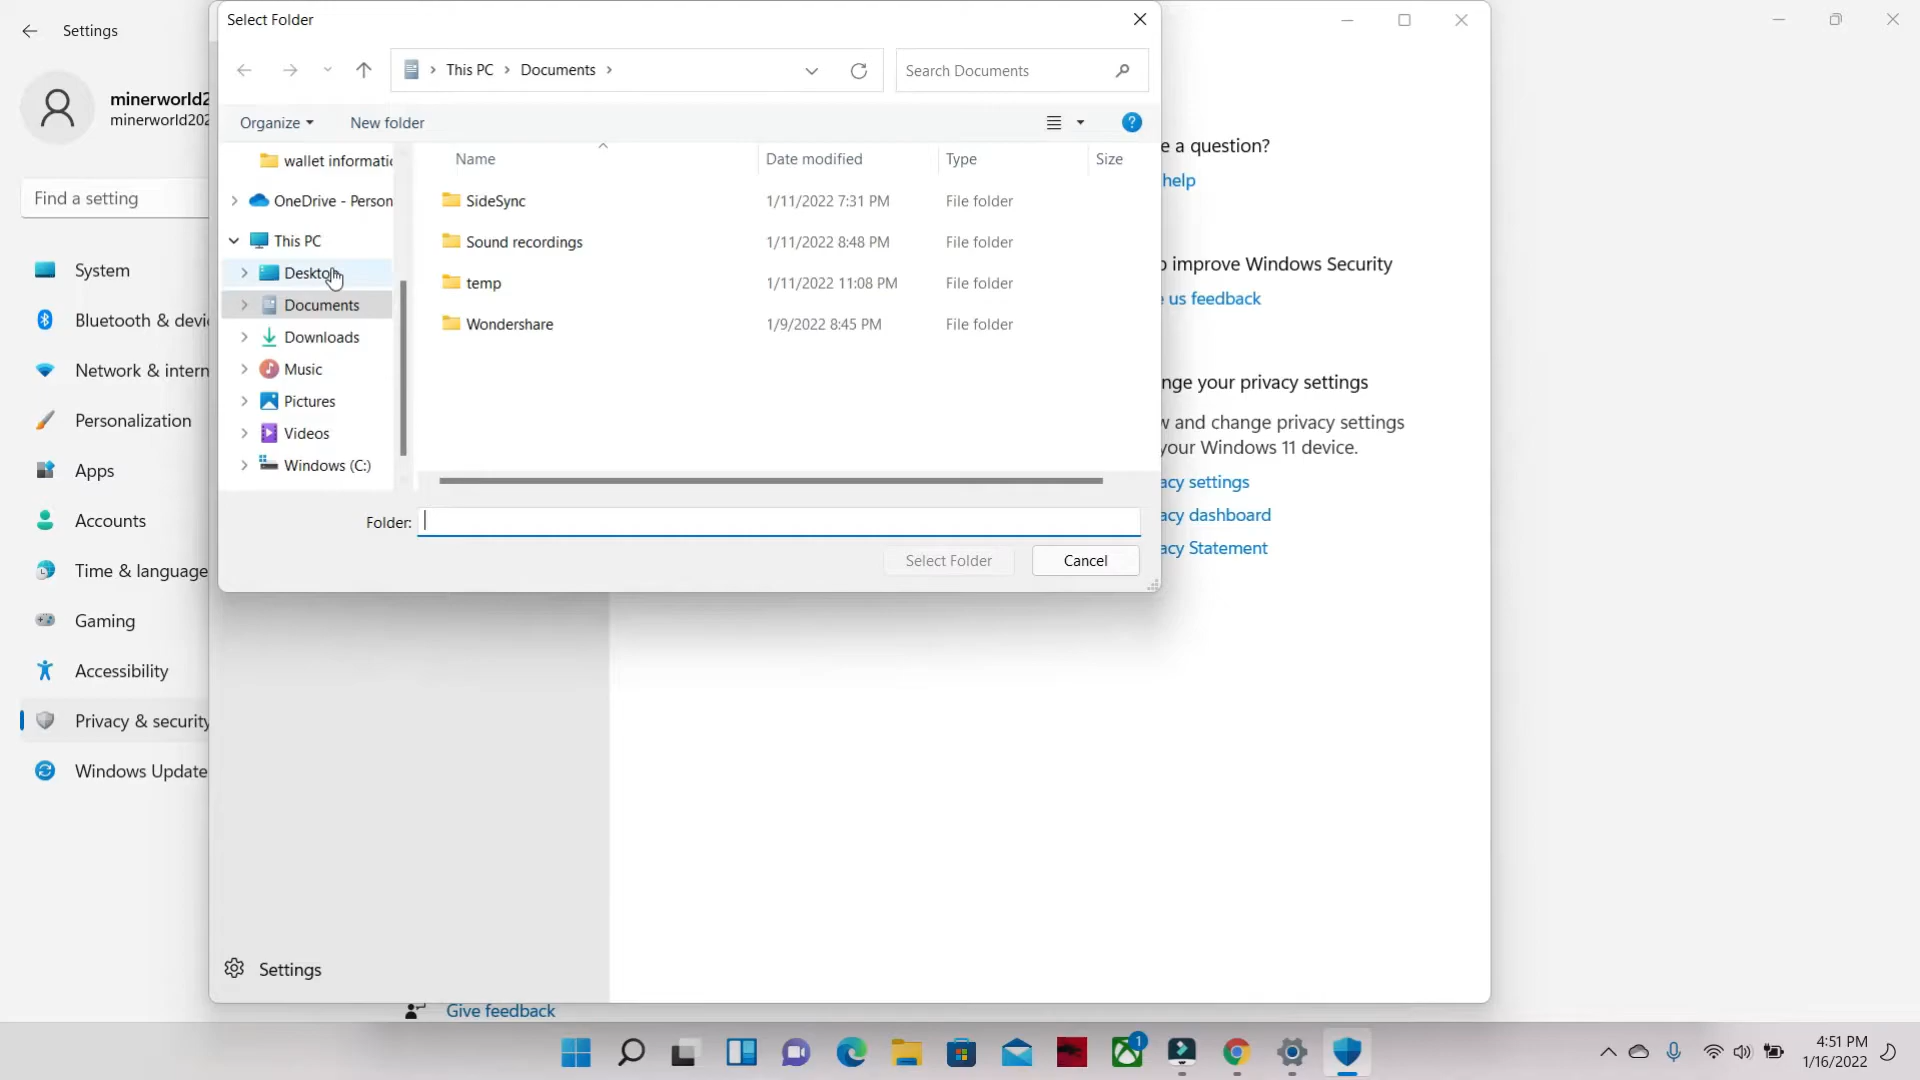 Settings
minerworld2
minerworld202
Find a setting
System
Bluetooth & devi
Network & intern
Personalization
Apps
Accounts
Time & language
Gaming
Accessibility
Privacy & security
Windows Update
Select Folder
This PC
Documents
Search Documents
Organize
New folder
?
wallet informatic
OneDrive - Person
This PC
Desktop
Documents
Downloads
Music
Pictures
Videos
Windows (C:)
Name Date modified Type Size
SideSync 1/11/2022 7:31 PM File folder
Sound recordings 1/11/2022 8:48 PM File folder
temp 1/11/2022 11:08 PM File folder
Wondershare 1/9/2022 8:45 PM File folder
Folder:
Select Folder
Cancel
e a question?
help
improve Windows Security
us feedback
nge your privacy settings
w and change privacy settings
your Windows 11 device.
acy settings
acy dashboard
acy Statement
Settings
Give feedback
1
4:51 PM
1/16/2022